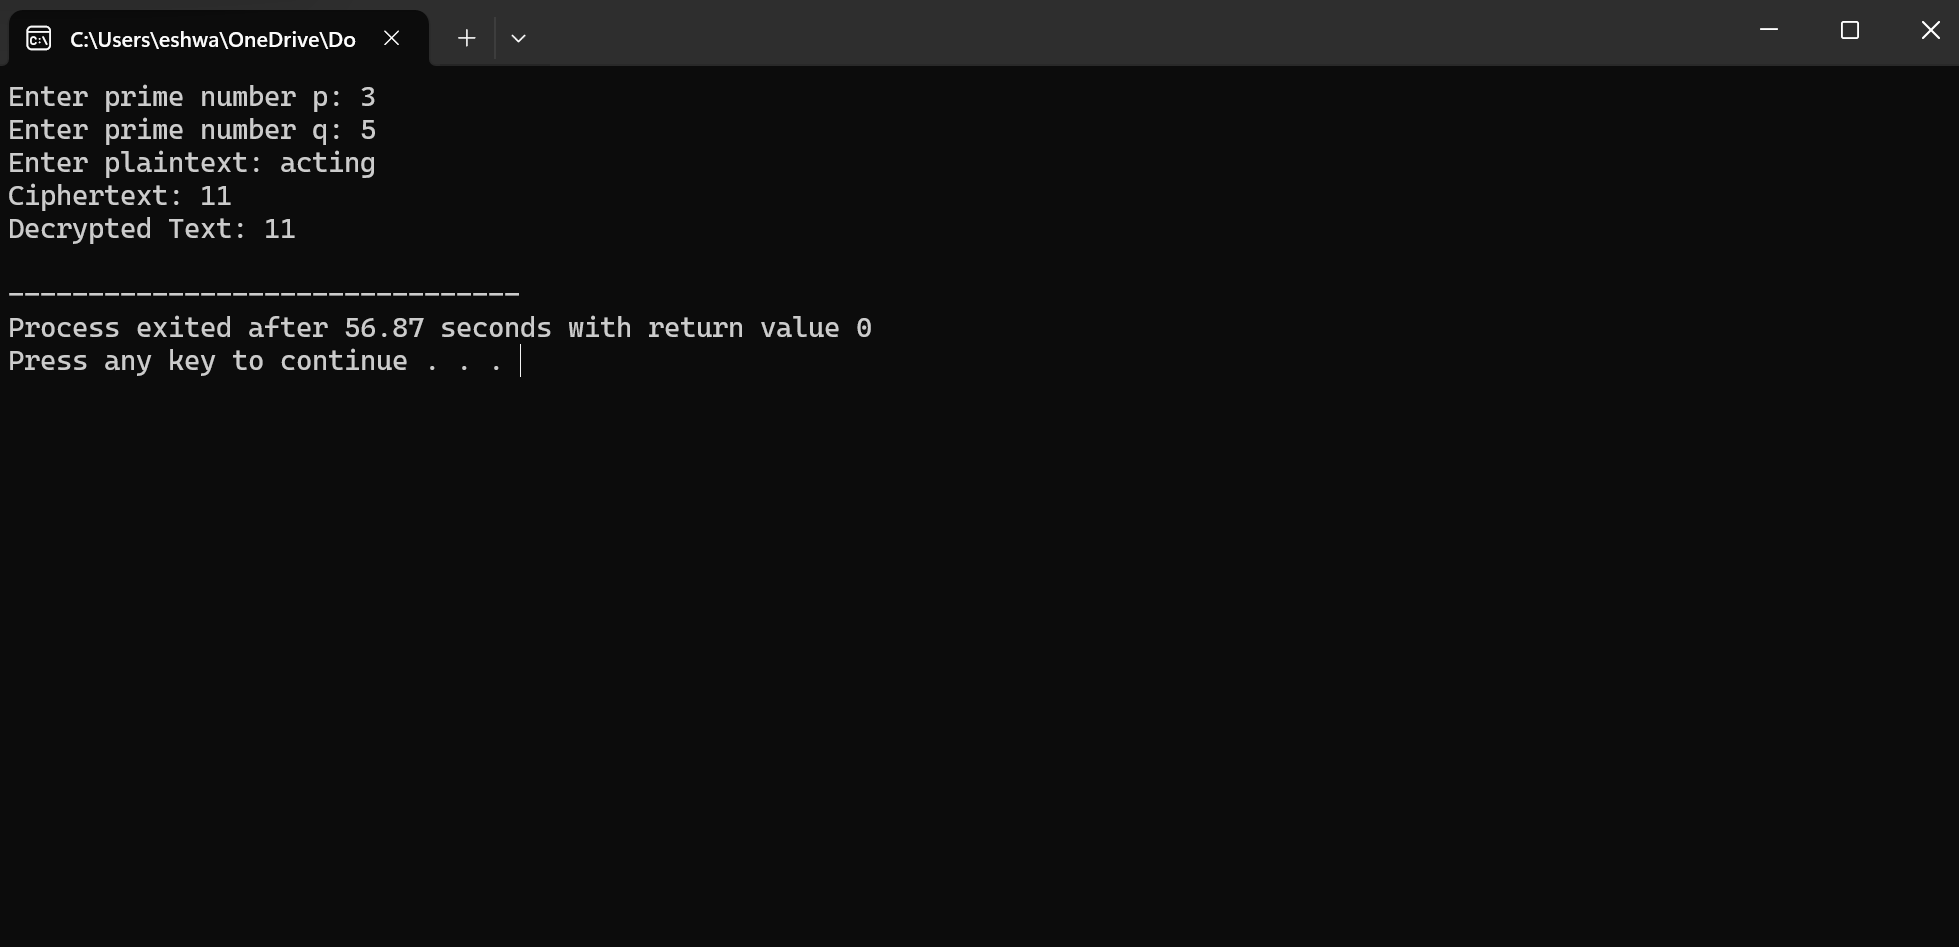 C:\Users\eshwa\OneDrive\Do
Enter prime number p: 3
Enter prime number q: 5
Enter plaintext: acting
Ciphertext: 11
Decrypted Text: 11
--------------------------------
Process exited after 56.87 seconds with return value 0
Press any key to continue . . .